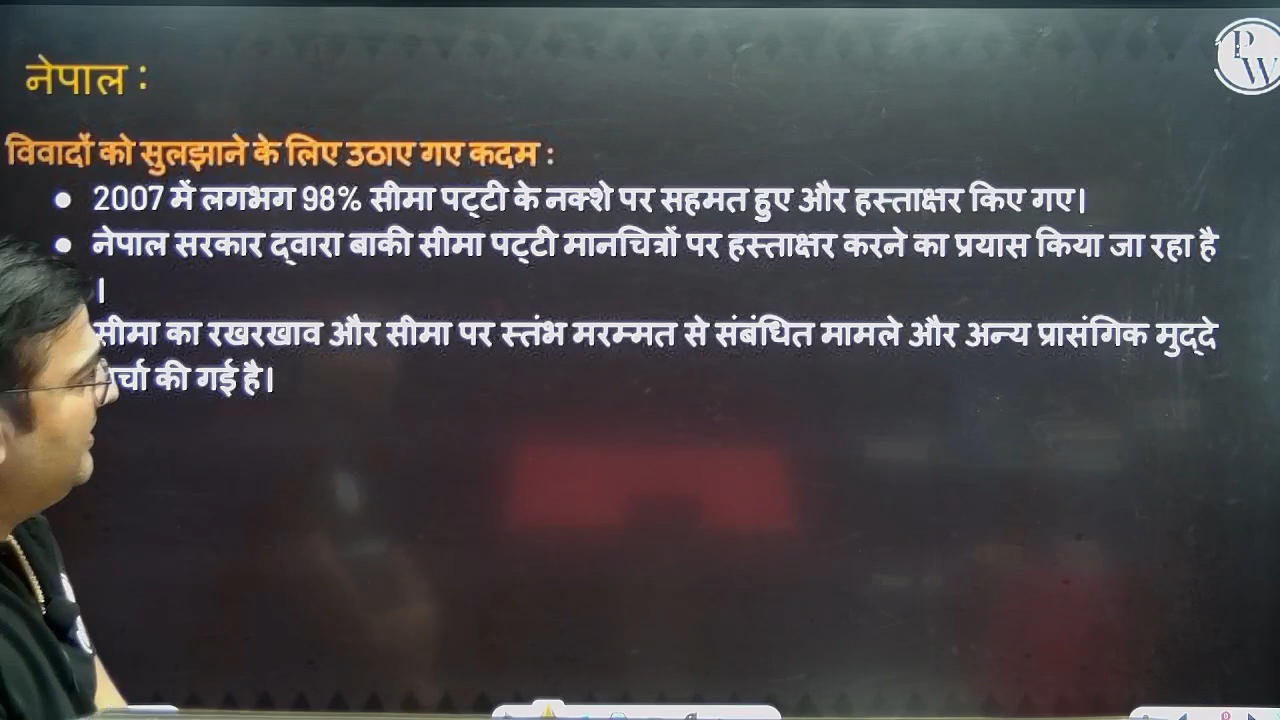 PW
नेपाल :
विवादों को सुलझाने के लिए उठाए गए कदम :
● 2007 में लगभग 98% सीमा पट्टी के नक्शे पर सहमत हुए और हस्ताक्षर किए गए।
● नेपाल सरकार द्वारा बाकी सीमा पट्टी मानचित्रों पर हस्ताक्षर करने का प्रयास किया जा रहा है
।
सीमा का रखरखाव और सीमा पर स्तंभ मरम्मत से संबंधित मामले और अन्य प्रासंगिक मुद्दे
की गई है।